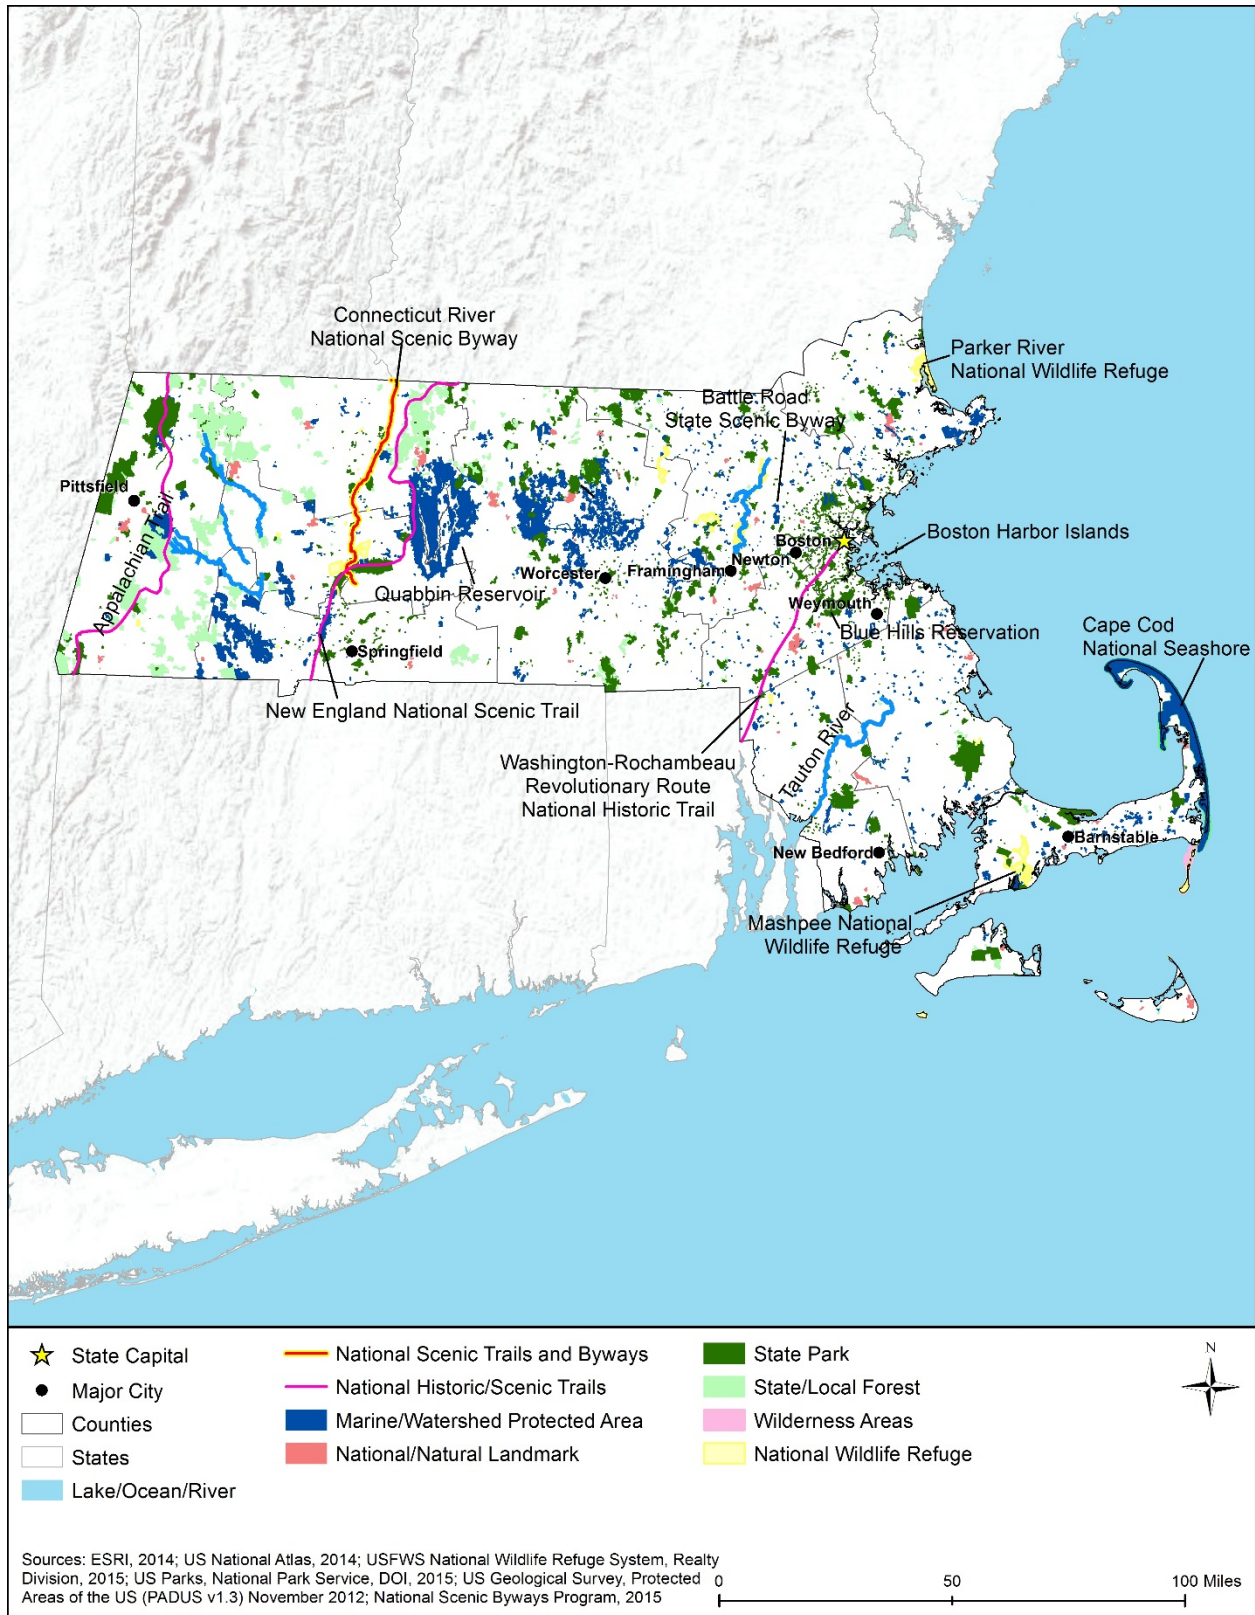 Connecticut River
National Scenic Byway
Parker River
National Wildlife Refuge
Battle Road
State Scenic Byway
Pittsfield
Appalachian Trail
Boston
Boston Harbor Islands
Newton
Framingham
Worcester
Quabbin Reservoir
Weymouth
Blue Hills Reservation
Cape Cod
National Seashore
Springfield
New England National Scenic Trail
Washington-Rochambeau
Revolutionary Route
National Historic Trail
Tauton River
Barnstable
New Bedford
Mashpee National
Wildlife Refuge
State Capital
Major City
Counties
States
Lake/Ocean/River
National Scenic Trails and Byways
National Historic/Scenic Trails
Marine/Watershed Protected Area
National/Natural Landmark
State Park
State/Local Forest
Wilderness Areas
National Wildlife Refuge
N
Sources: ESRI, 2014; US National Atlas, 2014; USFWS National Wildlife Refuge System, Realty
Division, 2015; US Parks, National Park Service, DOI, 2015; US Geological Survey, Protected
Areas of the US (PADUS v1.3) November 2012; National Scenic Byways Program, 2015
0 50 100 Miles